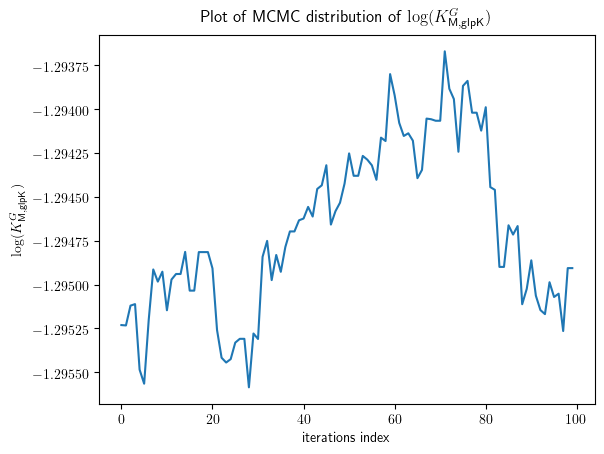 Plot of MCMC distribution of log(K^G_M,glpK)
log(K^G_M,glpK)
−1.29375
−1.29400
−1.29425
−1.29450
−1.29475
−1.29500
−1.29525
−1.29550
0 20 40 60 80 100
iterations index